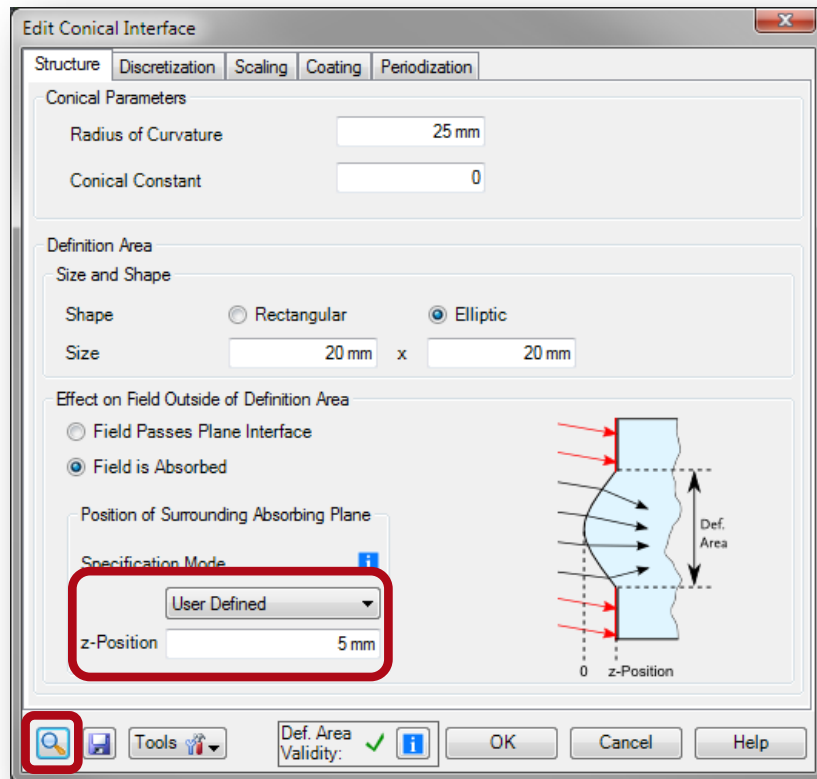 Edit Conical Interface
Structure Discretization Scaling Coating Periodization
Conical Parameters
Radius of Curvature 25 mm
Conical Constant 0
Definition Area
Size and Shape
Shape Rectangular Elliptic
Size 20 mm x 20 mm
Effect on Field Outside of Definition Area
Field Passes Plane Interface
Field is Absorbed
Position of Surrounding Absorbing Plane
Specification Mode
User Defined
z-Position 5 mm
Def.
Area
0 z-Position
Tools
Def. Area
Validity:
OK Cancel Help